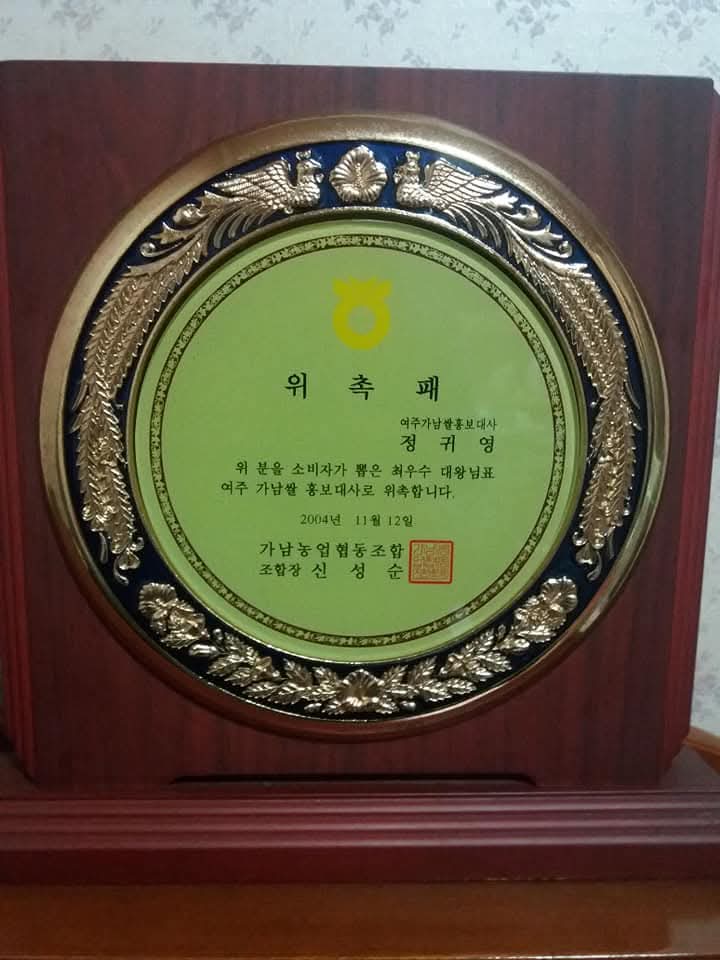 위 촉 패
여주가남쌀홍보대사
정 귀 영
위 분을 소비자가 뽑은 최우수 대왕님표
여주 가남쌀 홍보대사로 위촉합니다.
2004년 11월 12일
가남농업협동조합
조합장 신 성 순